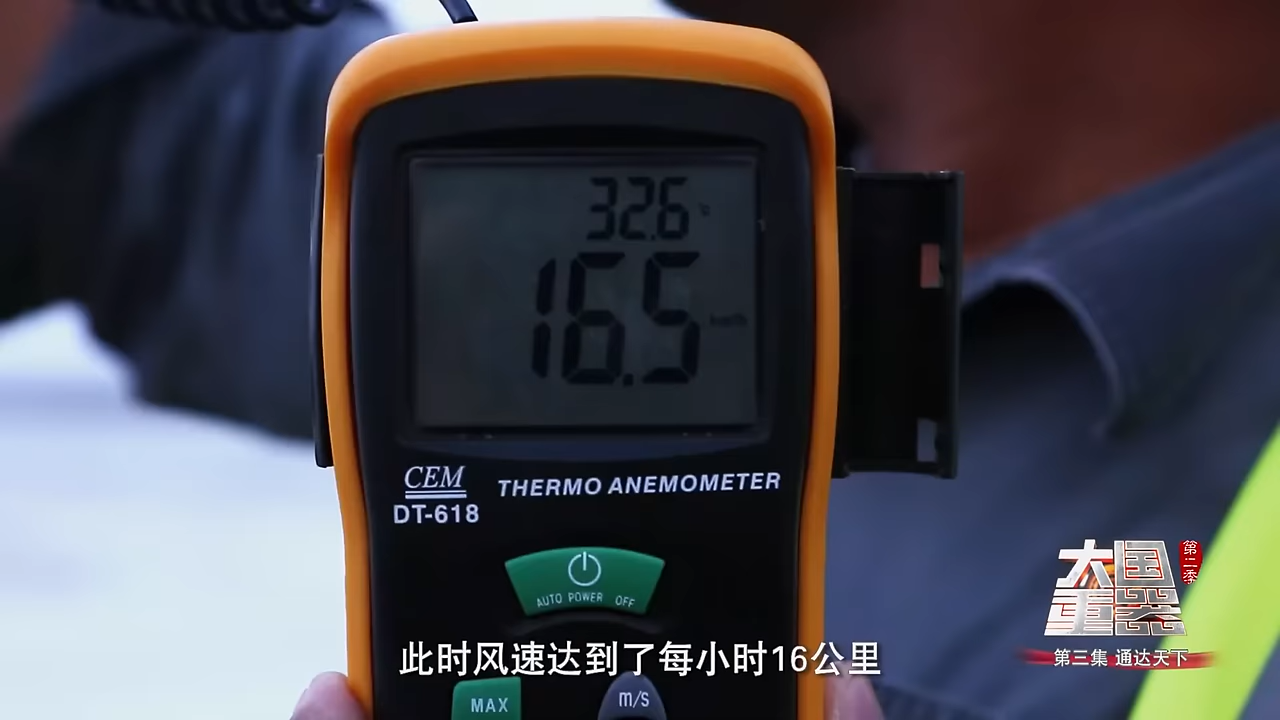 32.6 °C
16.5 km/h
CEM
THERMO ANEMOMETER
DT-618
AUTO POWER OFF
MAX
m/s
此时风速达到了每小时16公里
大国重器
第二季
第三集 通达天下